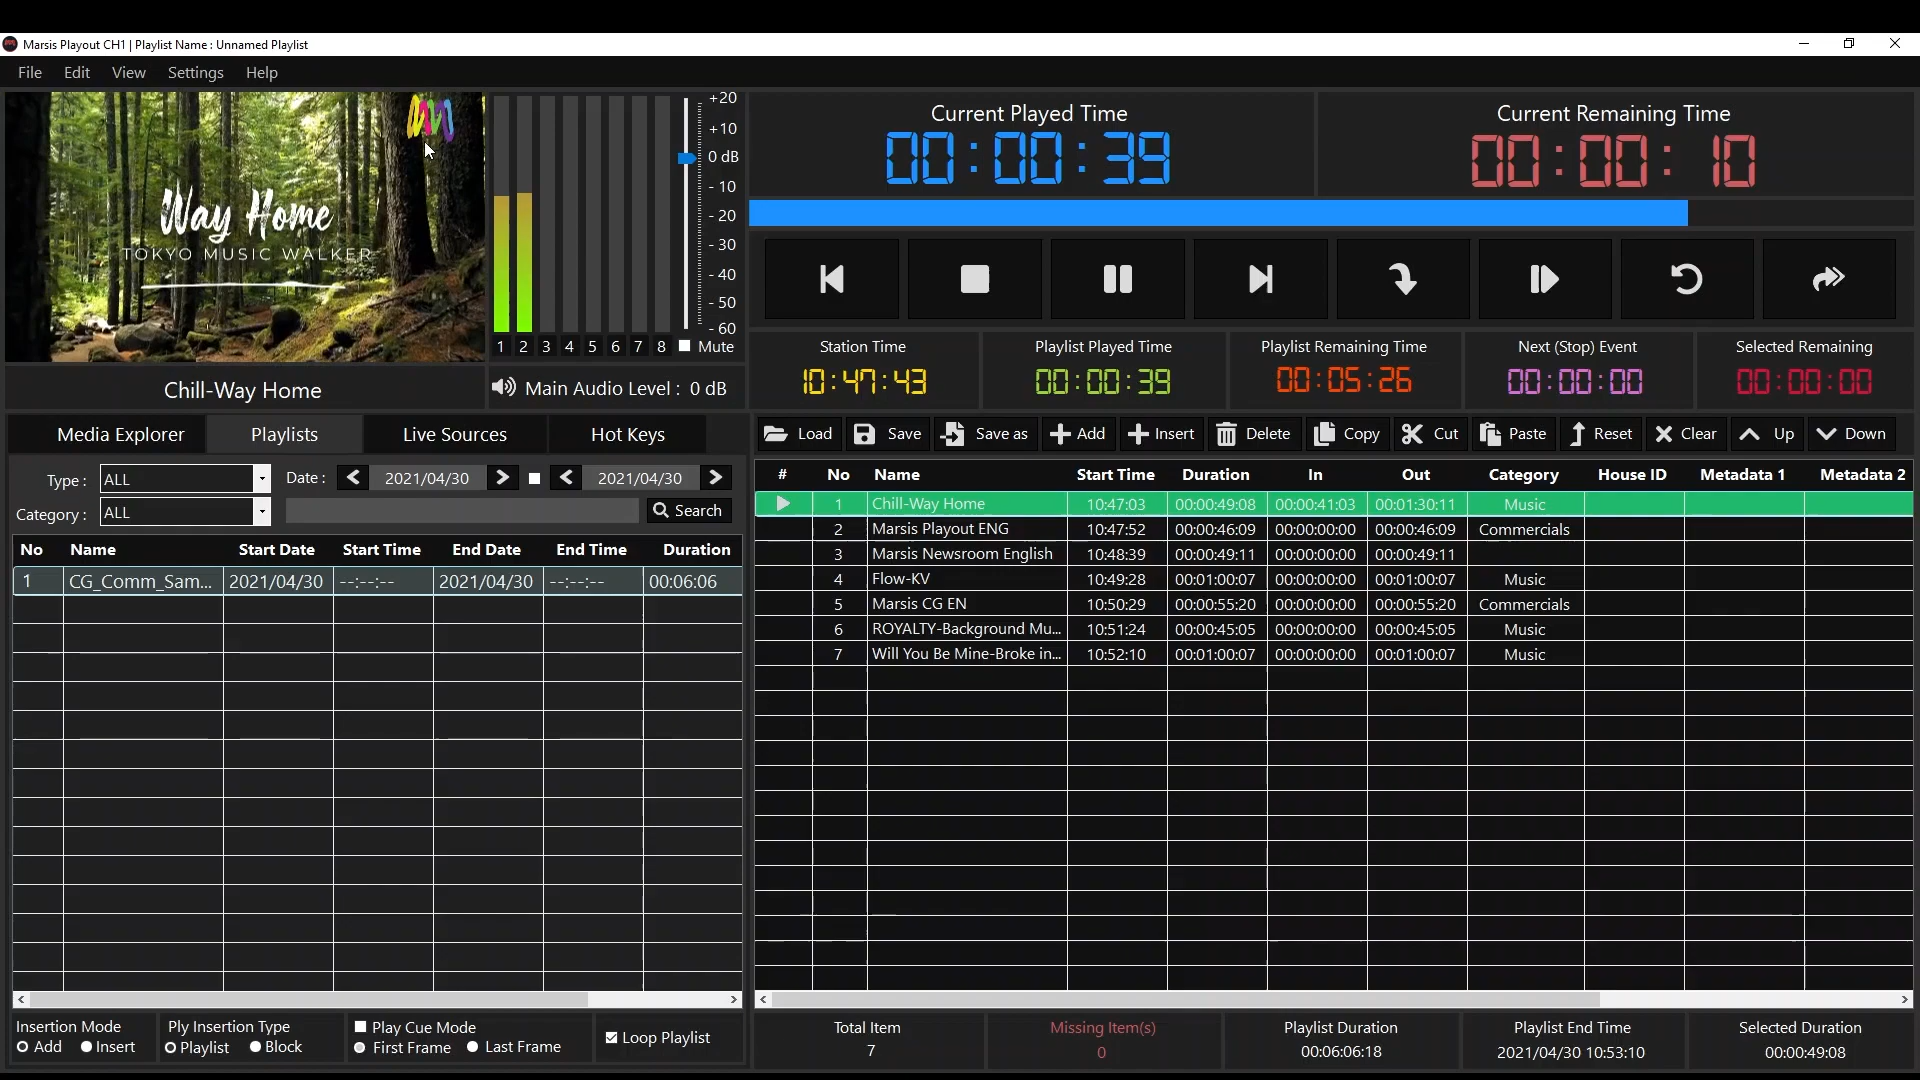 Marsis Playout CH1 | Playlist Name : Unnamed Playlist
File Edit View Settings Help
Way Home
TOKYO MUSIC WALKER
Chill-Way Home
+20
+10
0 dB
- 10
- 20
- 30
- 40
- 50
- 60
1 2 3 4 5 6 7 8 Mute
Main Audio Level : 0 dB
Current Played Time
00:00:39
Current Remaining Time
00:00:10
Station Time
10:47:43
Playlist Played Time
00:00:39
Playlist Remaining Time
00:05:26
Next (Stop) Event
00:00:00
Selected Remaining
00:00:00
Media Explorer Playlists Live Sources Hot Keys
Type : ALL Date : 2021/04/30 2021/04/30
Category : ALL Search
No Name Start Date Start Time End Date End Time Duration
1 CG_Comm_Sam... 2021/04/30 --:--:-- 2021/04/30 --:--:-- 00:06:06
Load Save Save as Add Insert Delete Copy Cut Paste Reset Clear Up Down
# No Name Start Time Duration In Out Category House ID Metadata 1 Metadata 2
1 Chill-Way Home 10:47:03 00:00:49:08 00:00:41:03 00:01:30:11 Music
2 Marsis Playout ENG 10:47:52 00:00:46:09 00:00:00:00 00:00:46:09 Commercials
3 Marsis Newsroom English 10:48:39 00:00:49:11 00:00:00:00 00:00:49:11
4 Flow-KV 10:49:28 00:01:00:07 00:00:00:00 00:01:00:07 Music
5 Marsis CG EN 10:50:29 00:00:55:20 00:00:00:00 00:00:55:20 Commercials
6 ROYALTY-Background Mu... 10:51:24 00:00:45:05 00:00:00:00 00:00:45:05 Music
7 Will You Be Mine-Broke in... 10:52:10 00:01:00:07 00:00:00:00 00:01:00:07 Music
Insertion Mode
Add Insert
Ply Insertion Type
Playlist Block
Play Cue Mode
First Frame Last Frame
Loop Playlist
Total Item
7
Missing Item(s)
0
Playlist Duration
00:06:06:18
Playlist End Time
2021/04/30 10:53:10
Selected Duration
00:00:49:08